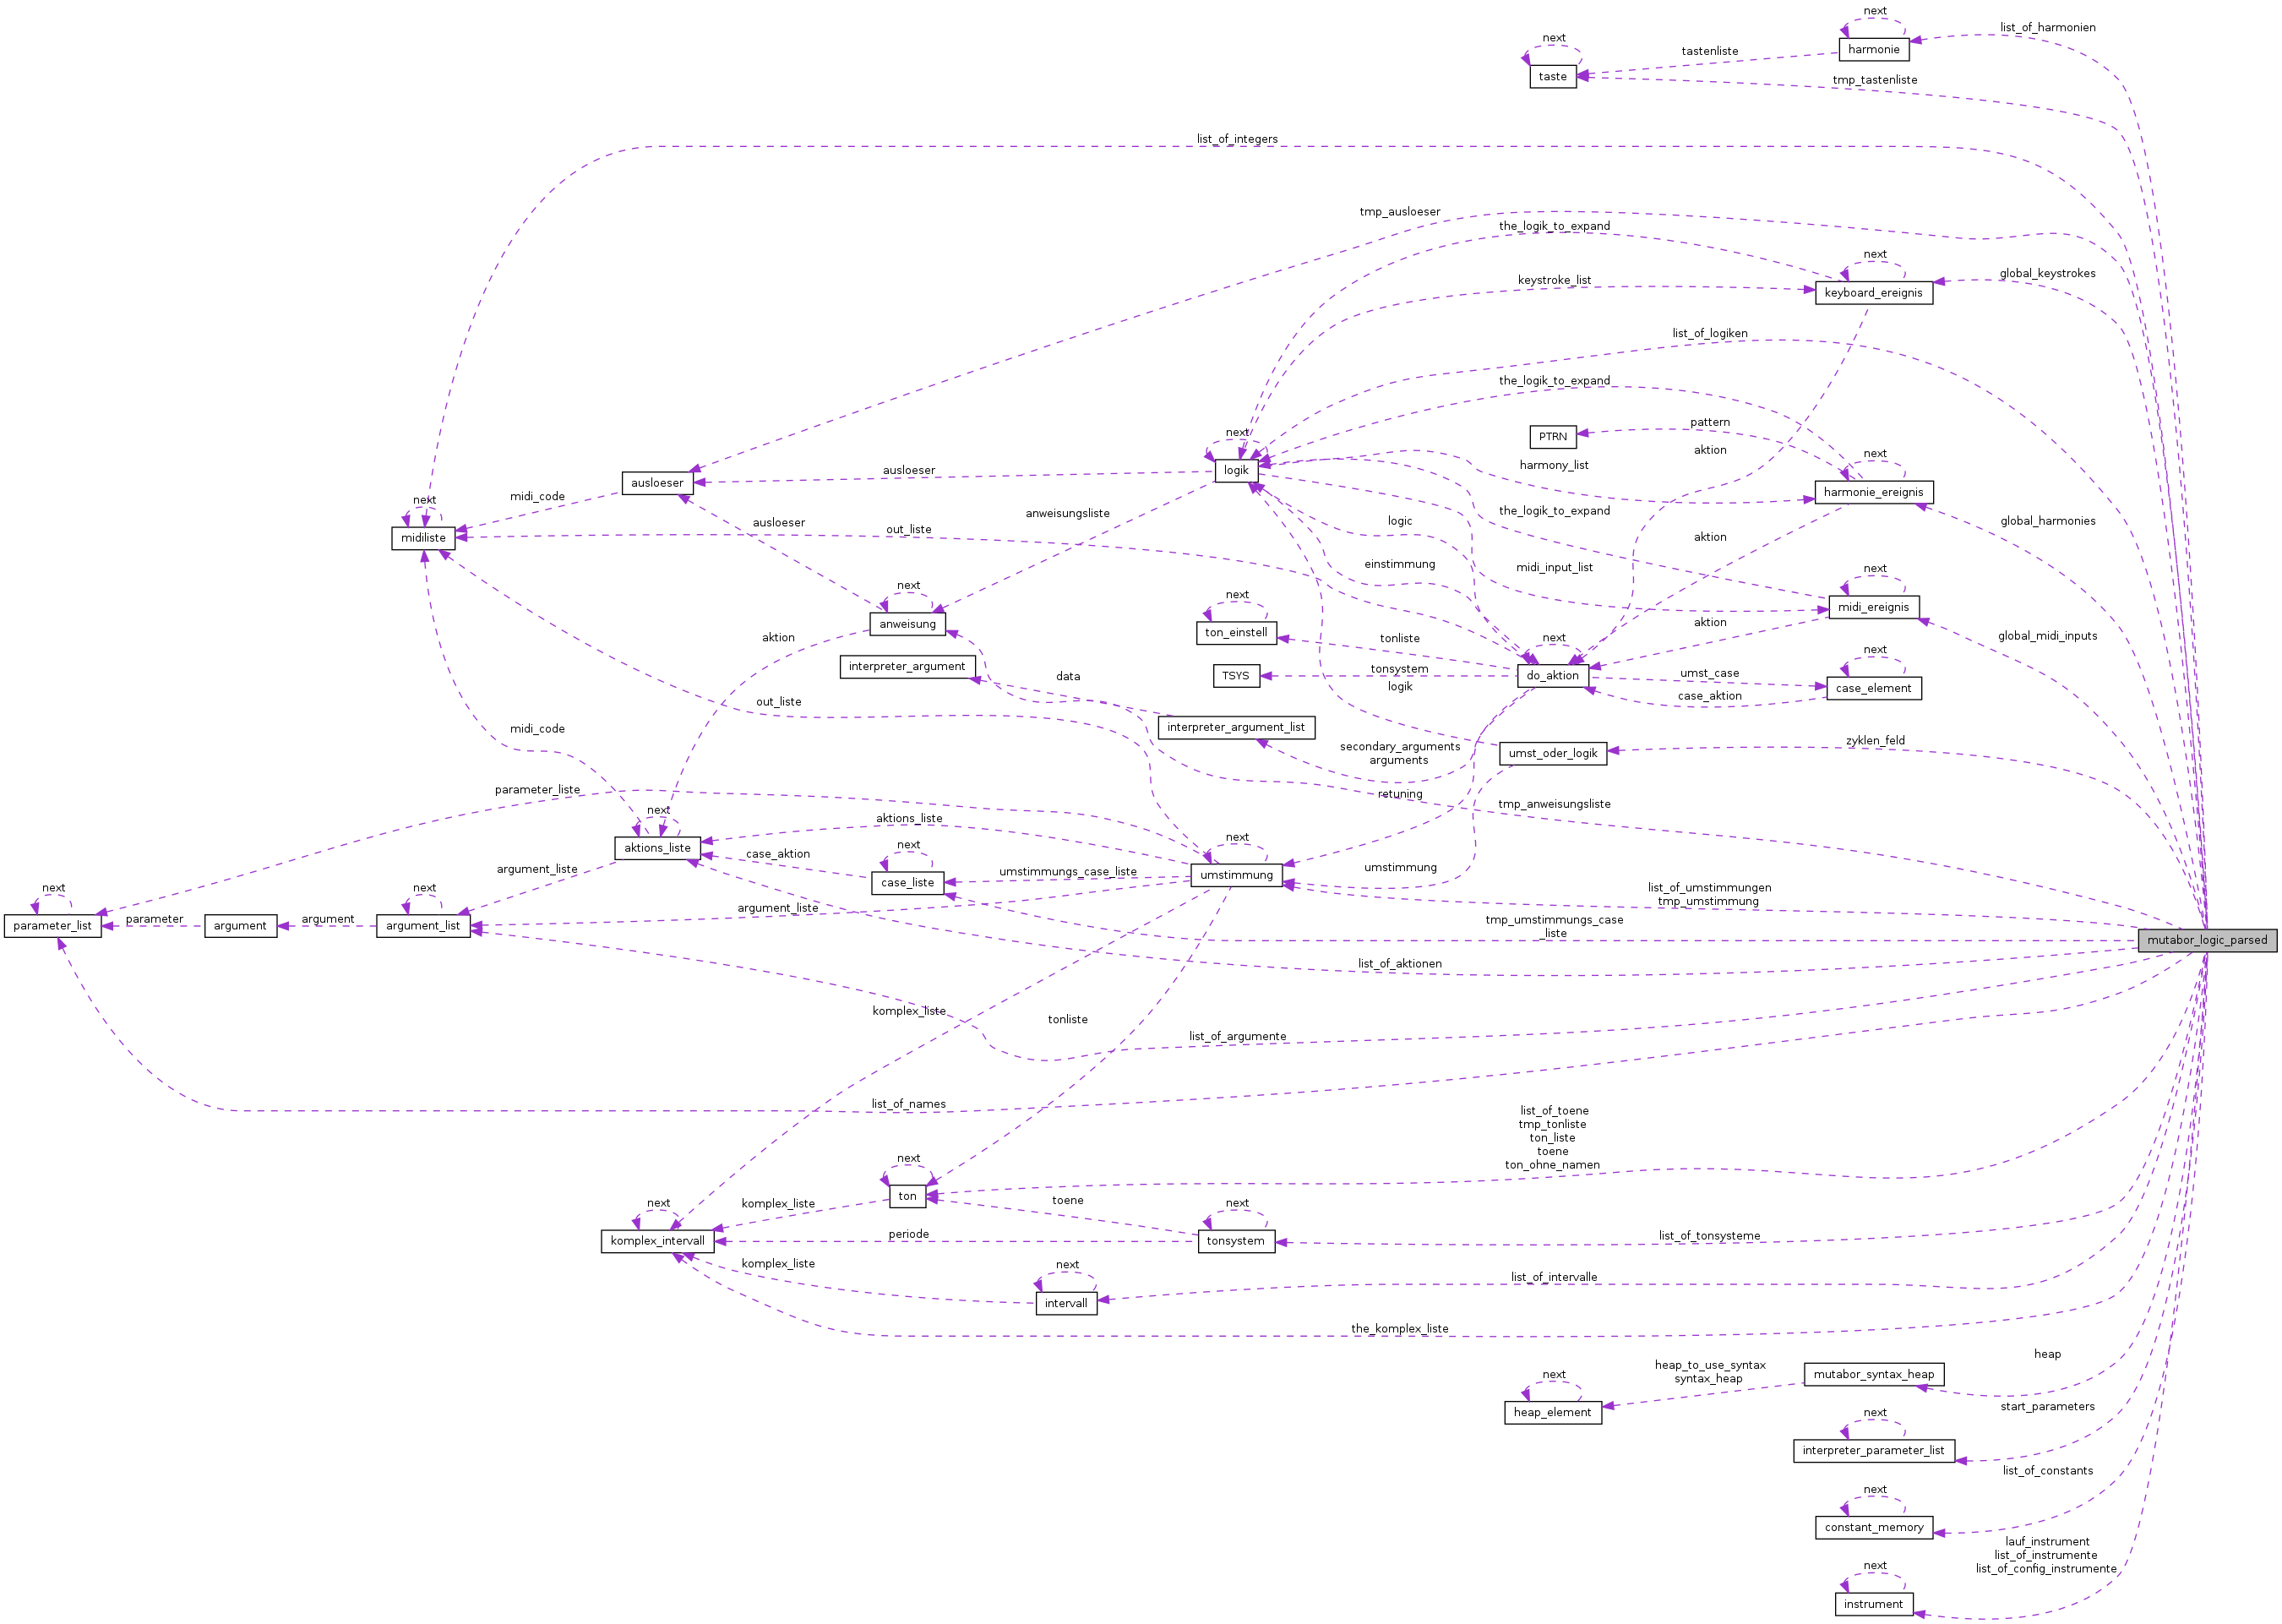 next
list_of_harmonien
next
harmonie
tastenliste
taste
tmp_tastenliste
list_of_integers
tmp_ausloeser
the_logik_to_expand
next
global_keystrokes
keystroke_list
keyboard_ereignis
list_of_logiken
the_logik_to_expand
pattern
next
PTRN
aktion
next
harmony_list
ausloeser
logik
ausloeser
harmonie_ereignis
midi_code
next
anweisungsliste
the_logik_to_expand
ausloeser
logic
global_harmonies
out_liste
midiliste
aktion
einstimmung
midi_input_list
next
next
next
midi_ereignis
anweisung
ton_einstell
aktion
global_midi_inputs
aktion
tonliste
next
next
interpreter_argument
tonsystem
do_aktion
umst_case
TSYS
data
logik
case_element
case_aktion
out_liste
midi_code
interpreter_argument_list
zyklen_feld
secondary_arguments
arguments
umst_oder_logik
parameter_liste
retuning
tmp_anweisungsliste
next
aktions_liste
next
aktions_liste
next
case_aktion
argument_liste
umstimmungs_case_liste
umstimmung
umstimmung
case_liste
next
next
list_of_umstimmungen
tmp_umstimmung
argument_liste
parameter
argument
tmp_umstimmungs_case
_liste
parameter_list
argument
argument_list
mutabor_logic_parsed
list_of_aktionen
komplex_liste
tonliste
list_of_argumente
list_of_names
list_of_toene
tmp_tonliste
ton_liste
toene
ton_ohne_namen
next
ton
komplex_liste
toene
next
next
periode
komplex_intervall
tonsystem
list_of_tonsysteme
komplex_liste
next
list_of_intervalle
intervall
the_komplex_liste
heap
heap_to_use_syntax
syntax_heap
mutabor_syntax_heap
next
heap_element
start_parameters
next
interpreter_parameter_list
list_of_constants
next
constant_memory
lauf_instrument
list_of_instrumente
list_of_config_instrumente
next
instrument